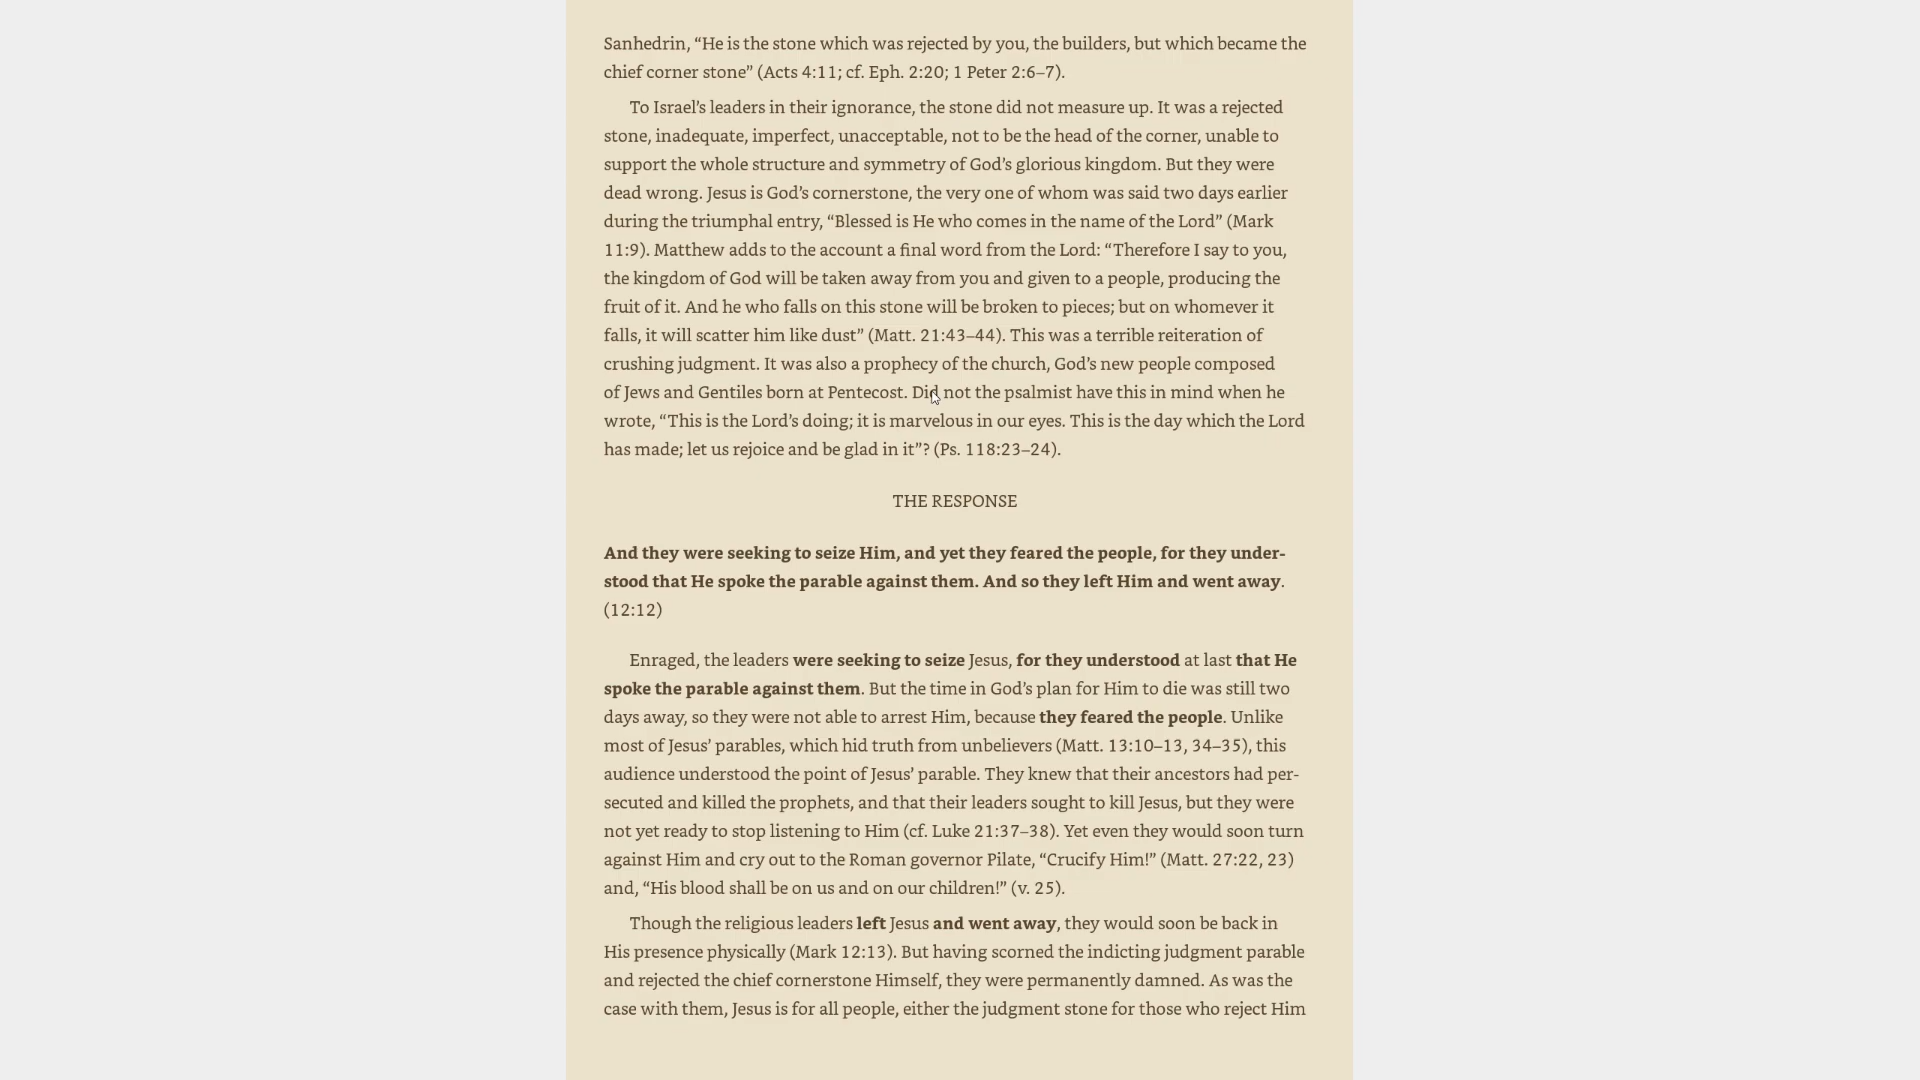 Sanhedrin, “He is the stone which was rejected by you, the builders, but which became the
chief corner stone” (Acts 4:11; cf. Eph. 2:20; 1 Peter 2:6–7).
To Israel’s leaders in their ignorance, the stone did not measure up. It was a rejected
stone, inadequate, imperfect, unacceptable, not to be the head of the corner, unable to
support the whole structure and symmetry of God’s glorious kingdom. But they were
dead wrong. Jesus is God’s cornerstone, the very one of whom was said two days earlier
during the triumphal entry, “Blessed is He who comes in the name of the Lord” (Mark
11:9). Matthew adds to the account a final word from the Lord: “Therefore I say to you,
the kingdom of God will be taken away from you and given to a people, producing the
fruit of it. And he who falls on this stone will be broken to pieces; but on whomever it
falls, it will scatter him like dust” (Matt. 21:43–44). This was a terrible reiteration of
crushing judgment. It was also a prophecy of the church, God’s new people composed
of Jews and Gentiles born at Pentecost. Did not the psalmist have this in mind when he
wrote, “This is the Lord’s doing; it is marvelous in our eyes. This is the day which the Lord
has made; let us rejoice and be glad in it”? (Ps. 118:23–24).
THE RESPONSE
And they were seeking to seize Him, and yet they feared the people, for they under-
stood that He spoke the parable against them. And so they left Him and went away.
(12:12)
Enraged, the leaders were seeking to seize Jesus, for they understood at last that He
spoke the parable against them. But the time in God’s plan for Him to die was still two
days away, so they were not able to arrest Him, because they feared the people. Unlike
most of Jesus’ parables, which hid truth from unbelievers (Matt. 13:10–13, 34–35), this
audience understood the point of Jesus’ parable. They knew that their ancestors had per-
secuted and killed the prophets, and that their leaders sought to kill Jesus, but they were
not yet ready to stop listening to Him (cf. Luke 21:37–38). Yet even they would soon turn
against Him and cry out to the Roman governor Pilate, “Crucify Him!” (Matt. 27:22, 23)
and, “His blood shall be on us and on our children!” (v. 25).
Though the religious leaders left Jesus and went away, they would soon be back in
His presence physically (Mark 12:13). But having scorned the indicting judgment parable
and rejected the chief cornerstone Himself, they were permanently damned. As was the
case with them, Jesus is for all people, either the judgment stone for those who reject Him